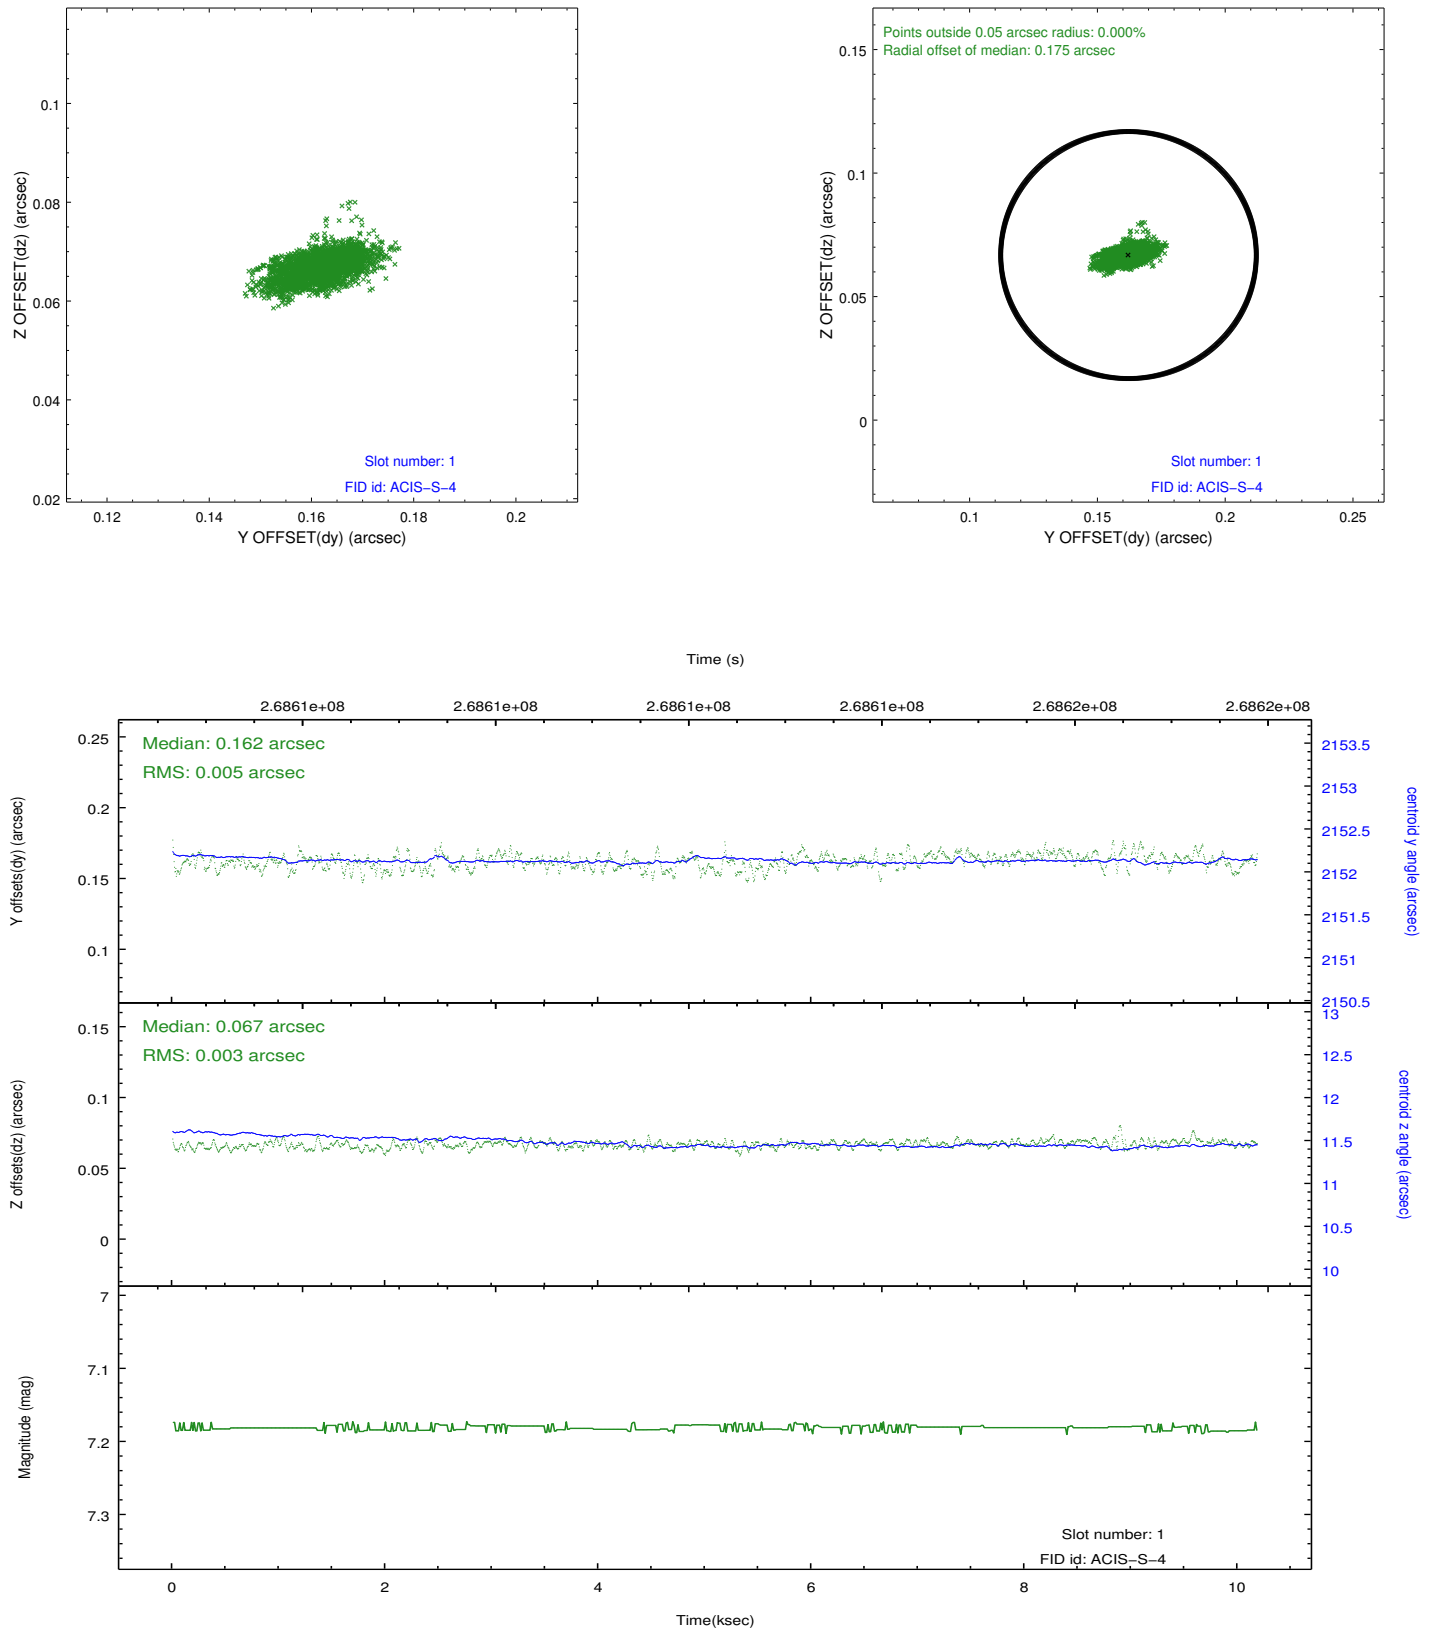 0.1
0.08
0.06
0.04
0.02
Z OFFSET(dz) (arcsec)
0.12 0.14 0.16 0.18 0.2
Y OFFSET(dy) (arcsec)
Slot number: 1
FID id: ACIS−S−4
Points outside 0.05 arcsec radius: 0.000%
Radial offset of median: 0.175 arcsec
0.15
0.1
0.05
0
Z OFFSET(dz) (arcsec)
0.1 0.15 0.2 0.25
Y OFFSET(dy) (arcsec)
Slot number: 1
FID id: ACIS−S−4
Time (s)
2.6861e+08 2.6861e+08 2.6861e+08 2.6861e+08 2.6862e+08 2.6862e+08
Median: 0.162 arcsec
RMS: 0.005 arcsec
0.25
0.2
0.15
0.1
Y offsets(dy) (arcsec)
2153.5
2153
2152.5
2152
2151.5
2151
2150.5
centroid y angle (arcsec)
Median: 0.067 arcsec
RMS: 0.003 arcsec
0.15
0.1
0.05
0
Z offsets(dz) (arcsec)
13
12.5
12
11.5
11
10.5
10
centroid z angle (arcsec)
7
7.1
7.2
7.3
Magnitude (mag)
Slot number: 1
FID id: ACIS−S−4
0 2 4 6 8 10
Time(ksec)